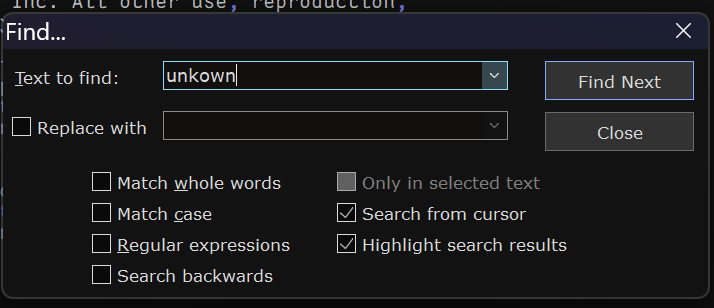 Inc. All other use, reproduction,
Find...
Text to find: unkown
Find Next
Replace with
Close
Match whole words
Only in selected text
Match case
Search from cursor
Regular expressions
Highlight search results
Search backwards